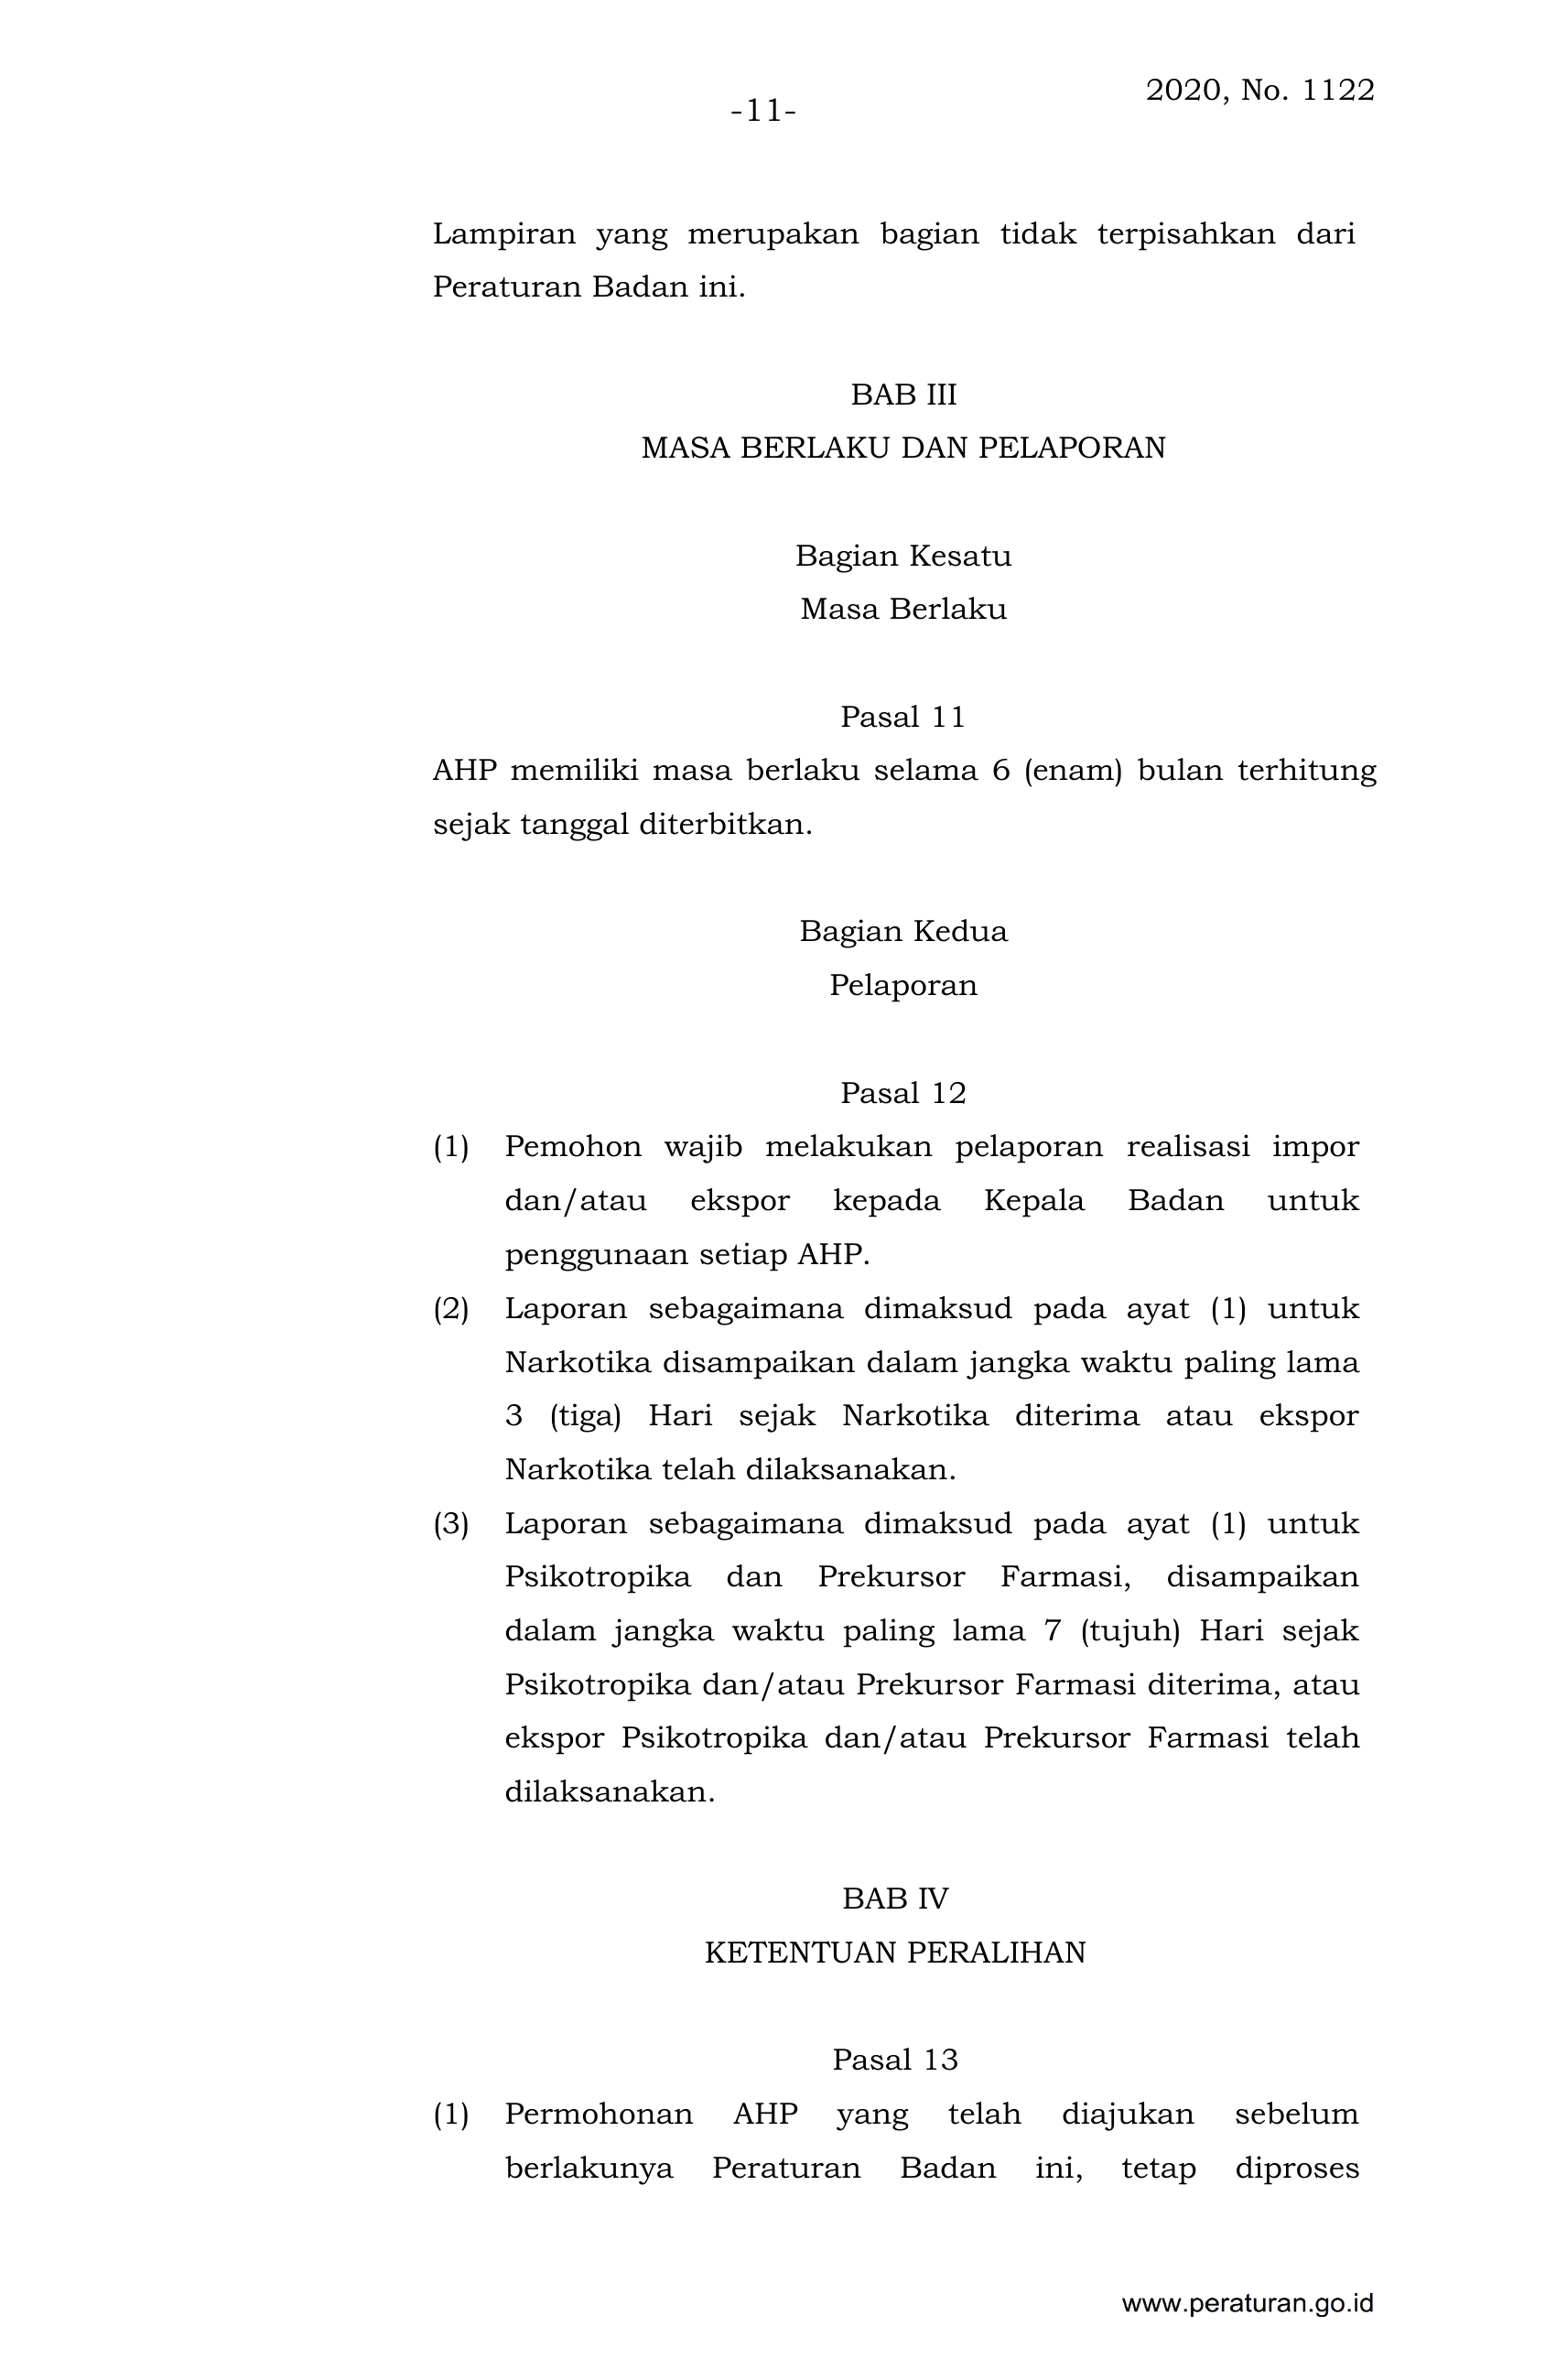 2020, No. 1122
-11-
Lampiran yang merupakan bagian tidak terpisahkan dari
Peraturan Badan ini.
BAB III
MASA BERLAKU DAN PELAPORAN
Bagian Kesatu
Masa Berlaku
Pasal 11
AHP memiliki masa berlaku selama 6 (enam) bulan terhitung
sejak tanggal diterbitkan.
Bagian Kedua
Pelaporan
Pasal 12
(1) Pemohon wajib melakukan pelaporan realisasi impor
dan/atau ekspor kepada Kepala Badan untuk
penggunaan setiap AHP.
(2) Laporan sebagaimana dimaksud pada ayat (1) untuk
Narkotika disampaikan dalam jangka waktu paling lama
3 (tiga) Hari sejak Narkotika diterima atau ekspor
Narkotika telah dilaksanakan.
(3) Laporan sebagaimana dimaksud pada ayat (1) untuk
Psikotropika dan Prekursor Farmasi, disampaikan
dalam jangka waktu paling lama 7 (tujuh) Hari sejak
Psikotropika dan/atau Prekursor Farmasi diterima, atau
ekspor Psikotropika dan/atau Prekursor Farmasi telah
dilaksanakan.
BAB IV
KETENTUAN PERALIHAN
Pasal 13
(1) Permohonan AHP yang telah diajukan sebelum
berlakunya Peraturan Badan ini, tetap diproses
www.peraturan.go.id